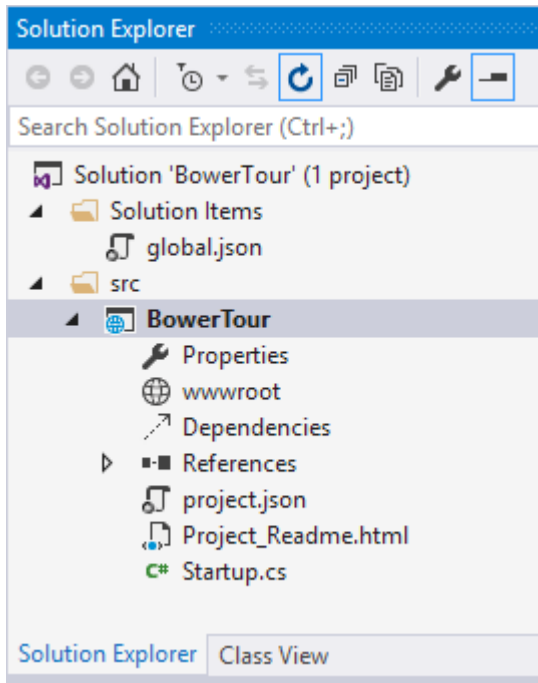 Solution Explorer
Search Solution Explorer (Ctrl+;)
Solution 'BowerTour' (1 project)
Solution Items
global.json
src
BowerTour
Properties
wwwroot
Dependencies
References
project.json
Project_Readme.html
C# Startup.cs
Solution Explorer Class View